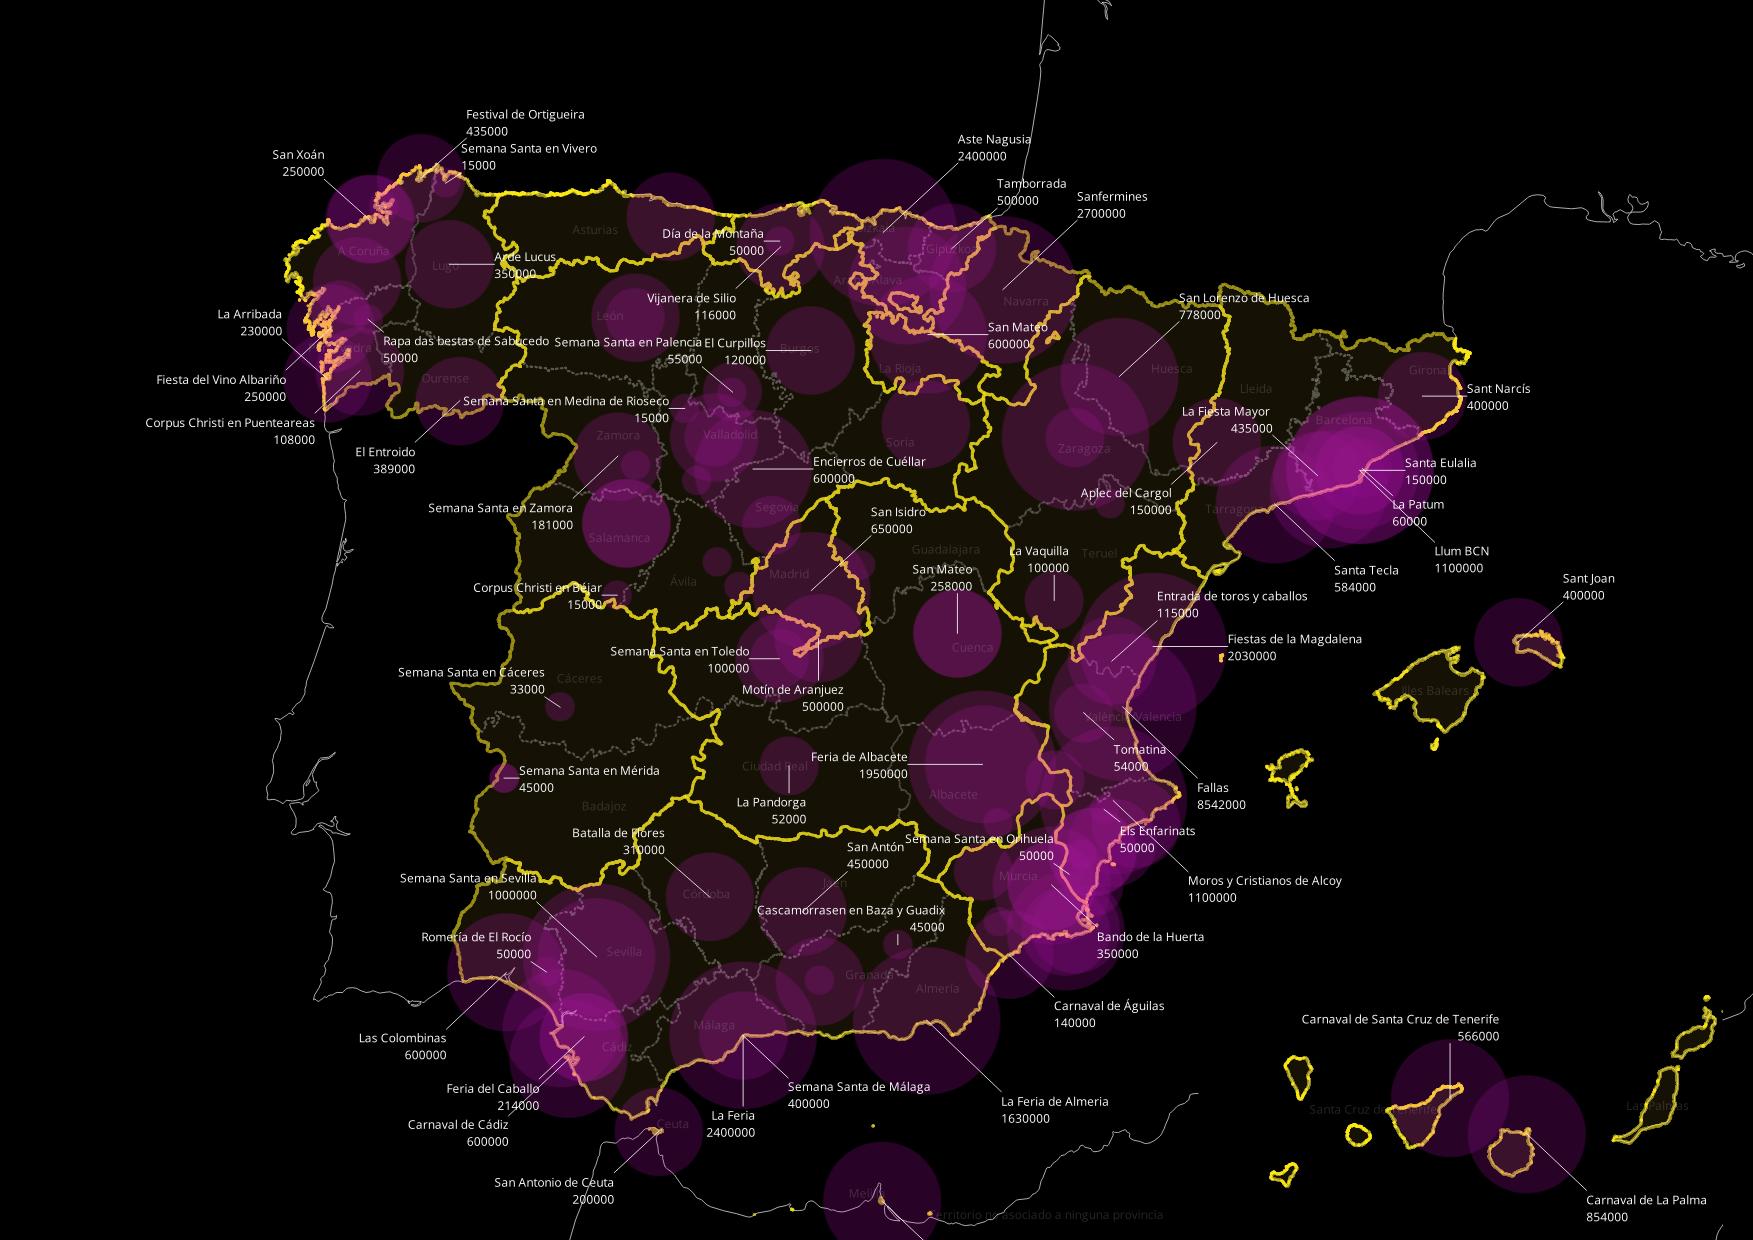 Festival de Ortigueira
435000
Semana Santa en Vivero
15000
San Xoán
250000
Aste Nagusia
2400000
Tamborrada
500000
Sanfermines
2700000
Asturias
Día de la Montaña
50000
A Coruña
Lugo
Arde Lucus
350000
Gipuzkoa
Navarra
Vijanera de Silio
116000
San Lorenzo de Huesca
778000
La Arribada
230000
León
San Mateo
600000
Rapa das bestas de Sabucedo
50000
Semana Santa en Palencia
55000
El Curpillos
120000
Burgos
La Rioja
Huesca
Girona
Lleida
Fiesta del Vino Albariño
250000
Ourense
Sant Narcís
400000
Semana Santa en Medina de Rioseco
15000
Corpus Christi en Puenteareas
108000
La Fiesta Mayor
435000
Barcelona
Zamora
Valladolid
Soria
Zaragoza
El Entroido
389000
Encierros de Cuéllar
600000
Santa Eulalia
150000
Aplec del Cargol
150000
Semana Santa en Zamora
181000
Segovia
San Isidro
650000
Tarragona
La Patum
60000
Salamanca
Guadalajara
La Vaquilla
100000
Teruel
Llum BCN
1100000
Madrid
San Mateo
258000
Santa Tecla
584000
Sant Joan
400000
Ávila
Corpus Christi en Béjar
15000
Entrada de toros y caballos
115000
Fiestas de la Magdalena
2030000
Semana Santa en Toledo
100000
Cuenca
Semana Santa en Cáceres
33000
Cáceres
Motín de Aranjuez
500000
Illes Balears
València/Valencia
Tomatina
54000
Feria de Albacete
1950000
Ciudad Real
Semana Santa en Mérida
45000
Fallas
8542000
Albacete
La Pandorga
52000
Badajoz
Batalla de Flores
310000
Semana Santa en Orihuela
50000
Els Enfarinats
50000
San Antón
450000
Semana Santa en Sevilla
1000000
Murcia
Moros y Cristianos de Alcoy
1100000
Córdoba
Jaén
Cascamorrasen en Baza y Guadix
45000
Romería de El Rocío
50000
Sevilla
Bando de la Huerta
350000
Granada
Almería
Carnaval de Águilas
140000
Las Colombinas
600000
Málaga
Cádiz
Carnaval de Santa Cruz de Tenerife
566000
Feria del Caballo
214000
Semana Santa de Málaga
400000
La Feria de Almeria
1630000
Santa Cruz de Tenerife
Las Palmas
Carnaval de Cádiz
600000
La Feria
2400000
Ceuta
San Antonio de Ceuta
200000
Melilla
Territorio no asociado a ninguna provincia
Carnaval de La Palma
854000